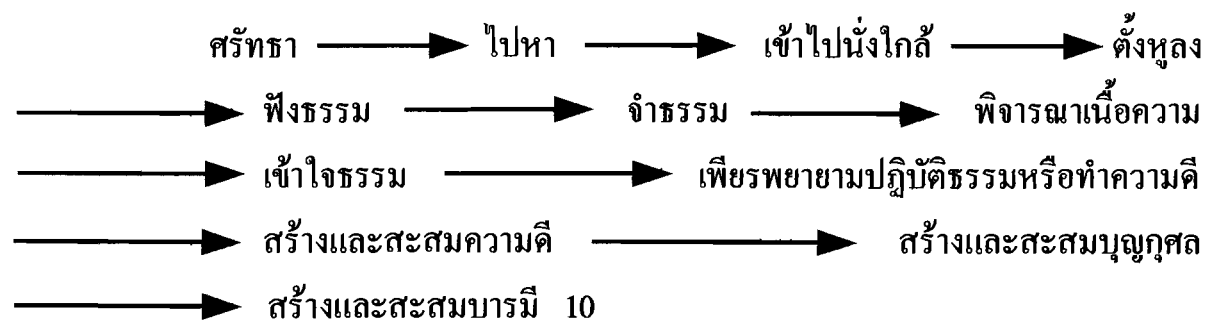 ศรัทธา ไปหา เข้าไปนั่งใกล้ ตั้งหูลง
ฟังธรรม จำธรรม พิจารณาเนื้อความ
เข้าใจธรรม เพียรพยายามปฏิบัติธรรมหรือทำความดี
สร้างและสะสมความดี สร้างและสะสมบุญกุศล
สร้างและสะสมบารมี 10